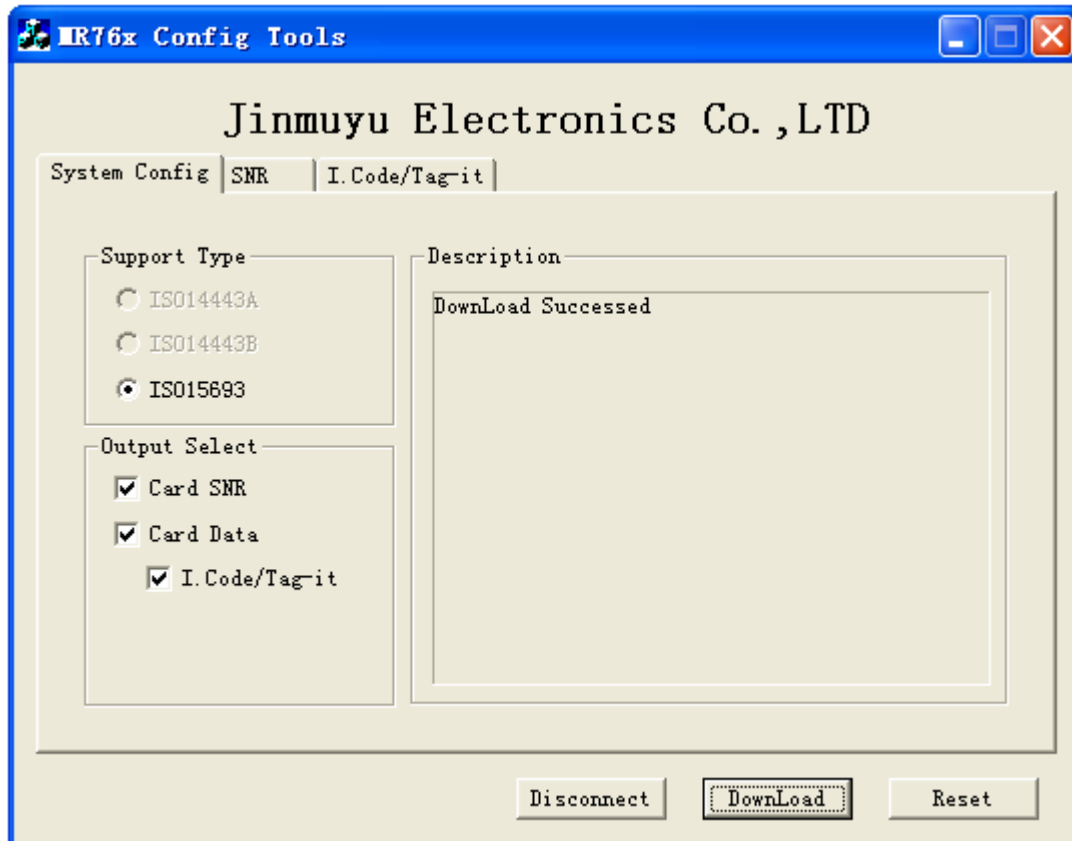 MR76x Config Tools
Jinmuyu Electronics Co.,LTD
System Config SNR I.Code/Tag-it
Support Type
ISO14443A
ISO14443B
ISO15693
Output Select
Card SNR
Card Data
I.Code/Tag-it
Description
DownLoad Successed
Disconnect DownLoad Reset